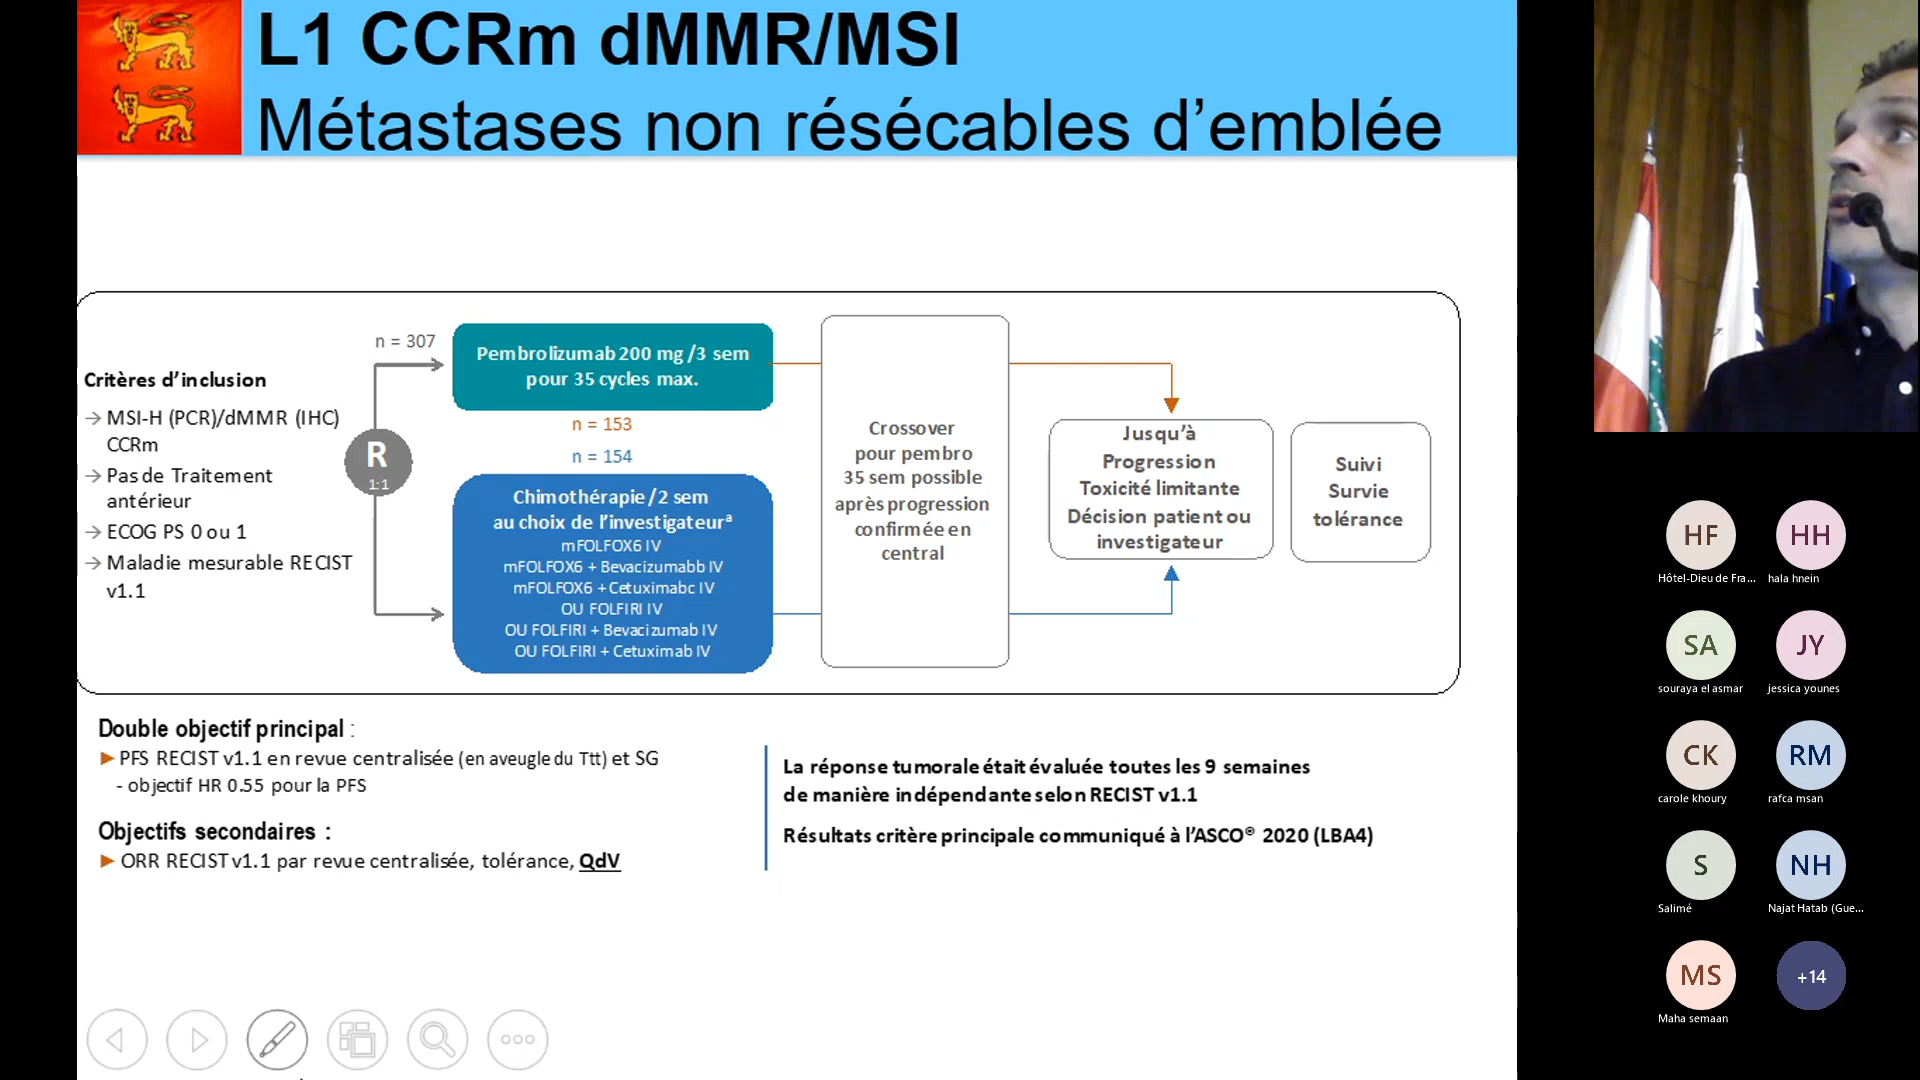 L1 CCRm dMMR/MSI
Métastases non résécables d’emblée
Critères d’inclusion
→ MSI-H (PCR)/dMMR (IHC)
CCRm
→ Pas de Traitement
antérieur
→ ECOG PS 0 ou 1
→ Maladie mesurable RECIST
v1.1
n = 307
R
1:1
Pembrolizumab 200 mg /3 sem
pour 35 cycles max.
n = 153
n = 154
Chimothérapie /2 sem
au choix de l’investigateurª
mFOLFOX6 IV
mFOLFOX6 + Bevacizumabb IV
mFOLFOX6 + Cetuximabc IV
OU FOLFIRI IV
OU FOLFIRI + Bevacizumab IV
OU FOLFIRI + Cetuximab IV
Crossover
pour pembro
35 sem possible
après progression
confirmée en
central
Jusqu’à
Progression
Toxicité limitante
Décision patient ou
investigateur
Suivi
Survie
tolérance
Double objectif principal :
► PFS RECIST v1.1 en revue centralisée (en aveugle du Ttt) et SG
- objectif HR 0.55 pour la PFS
Objectifs secondaires :
► ORR RECIST v1.1 par revue centralisée, tolérance, QdV
La réponse tumorale était évaluée toutes les 9 semaines
de manière indépendante selon RECIST v1.1
Résultats critère principale communiqué à l’ASCO® 2020 (LBA4)
HF
Hôtel-Dieu de Fra...
HH
hala hnein
SA
souraya el asmar
JY
jessica younes
CK
carole khoury
RM
rafca msan
S
Salimé
NH
Najat Hatab (Gue...
MS
Maha semaan
+14